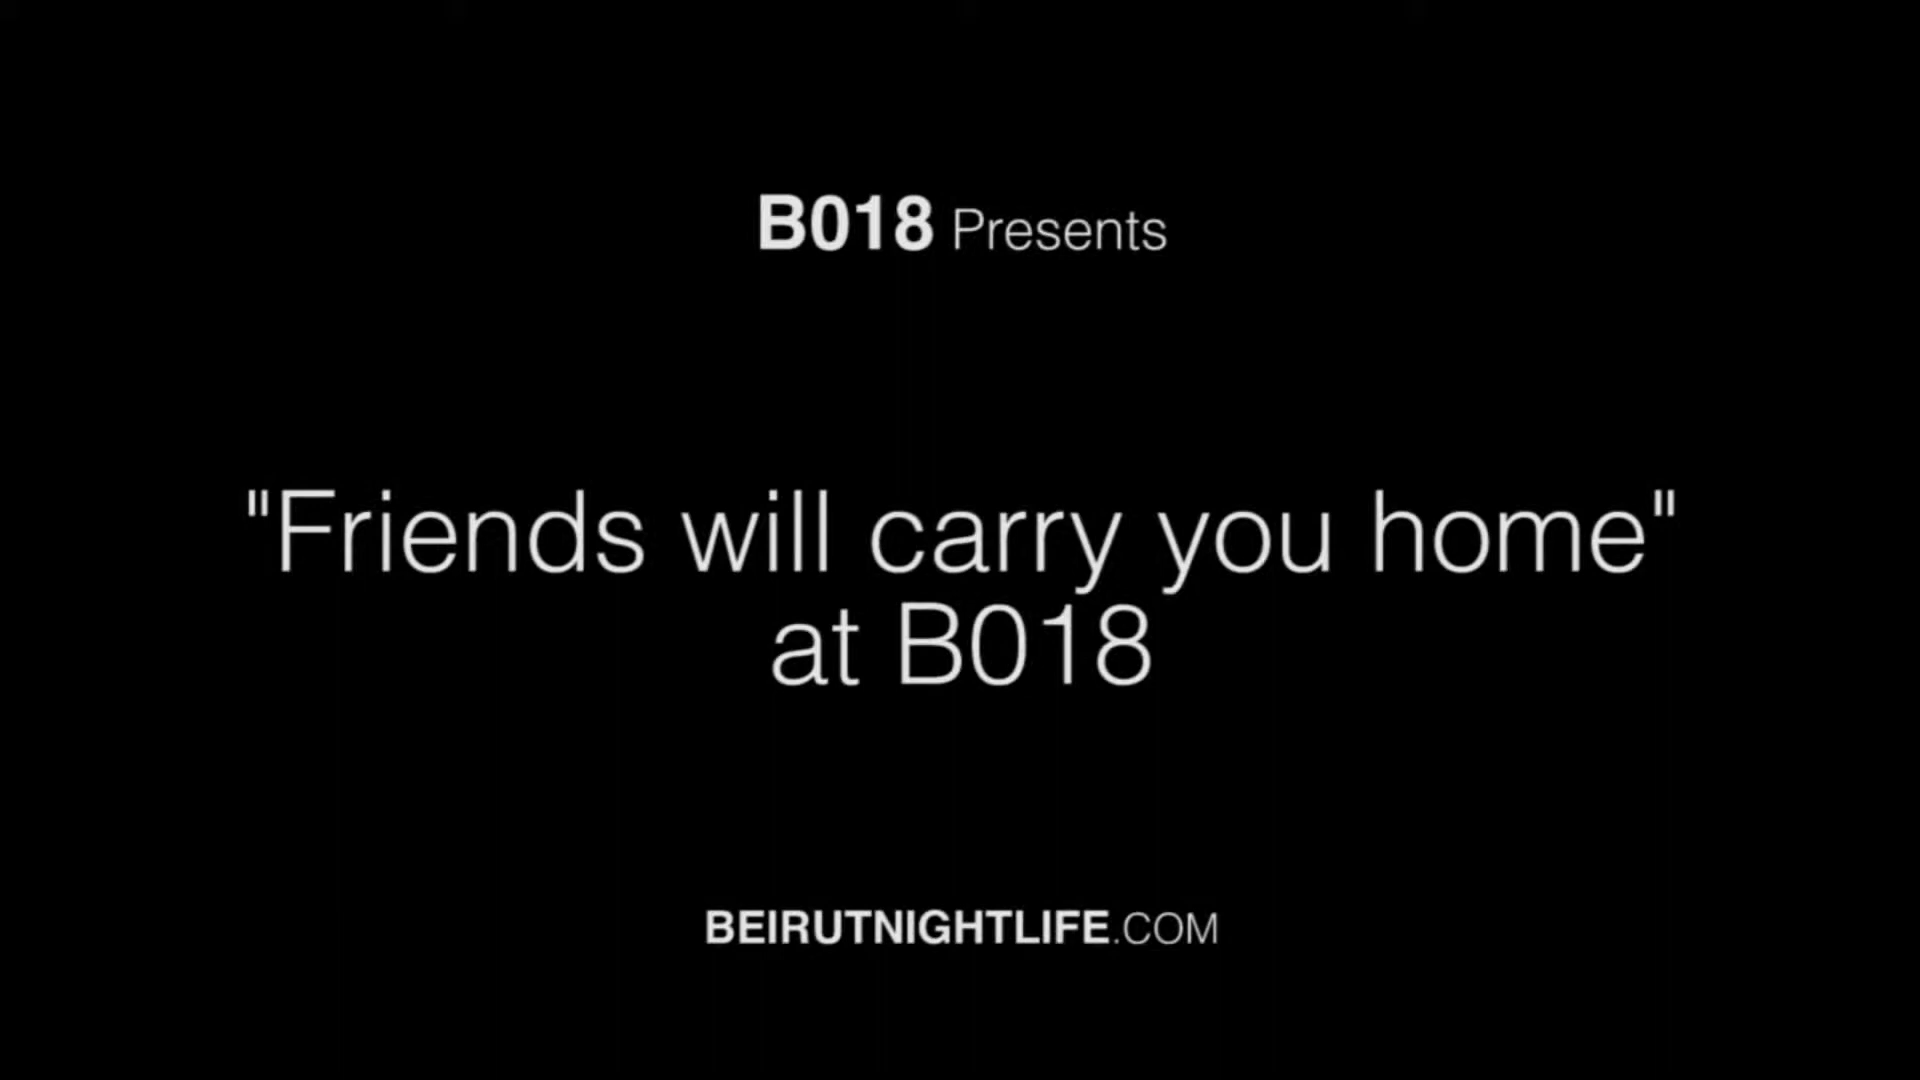 B018 Presents
"Friends will carry you home"
at B018
BEIRUTNIGHTLIFE.COM